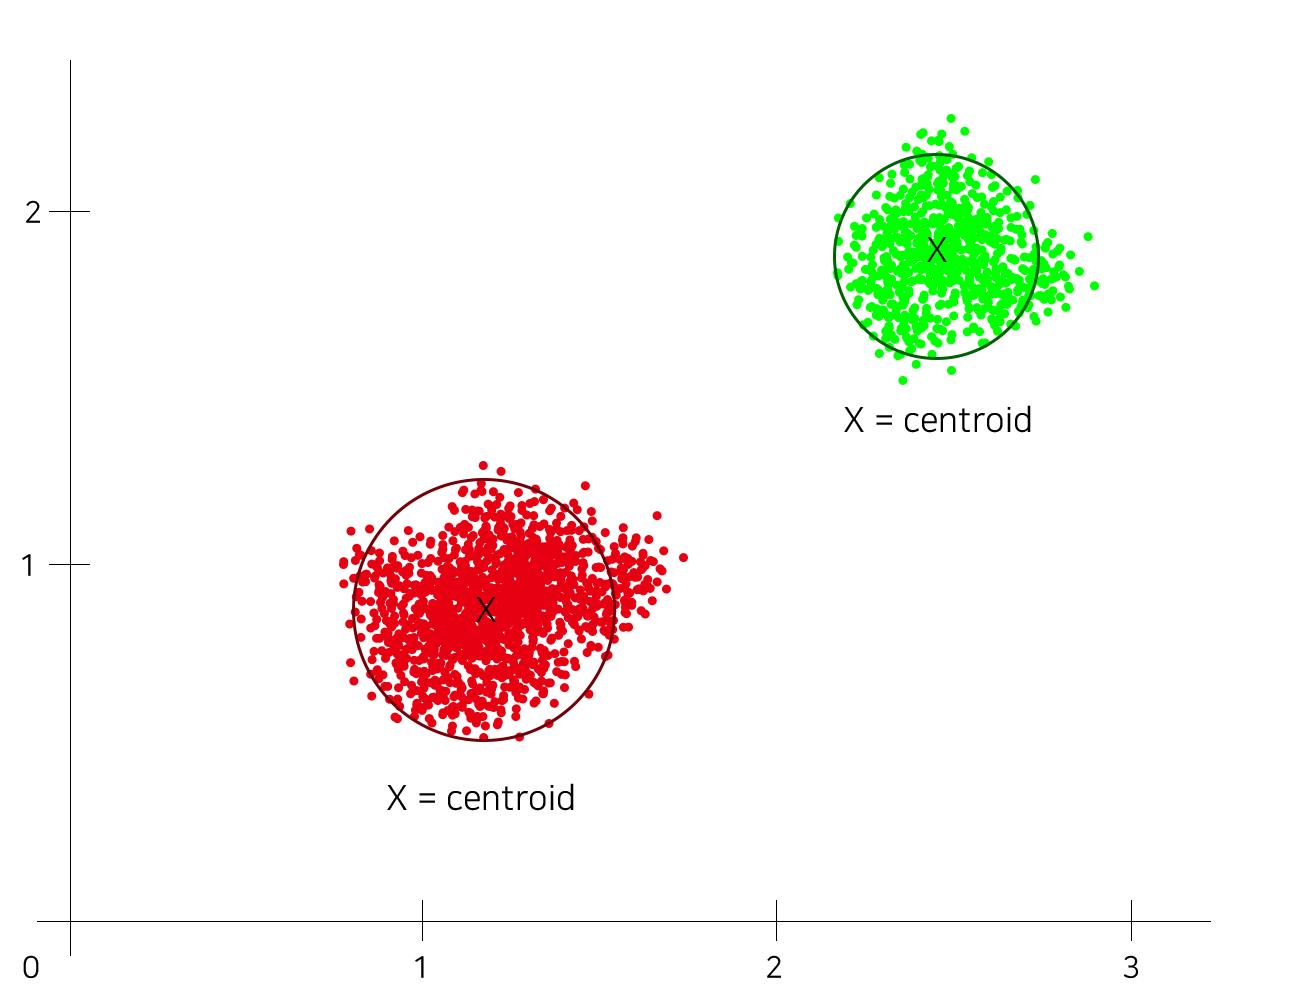 2
X
X = centroid
1
X
X = centroid
0 1 2 3